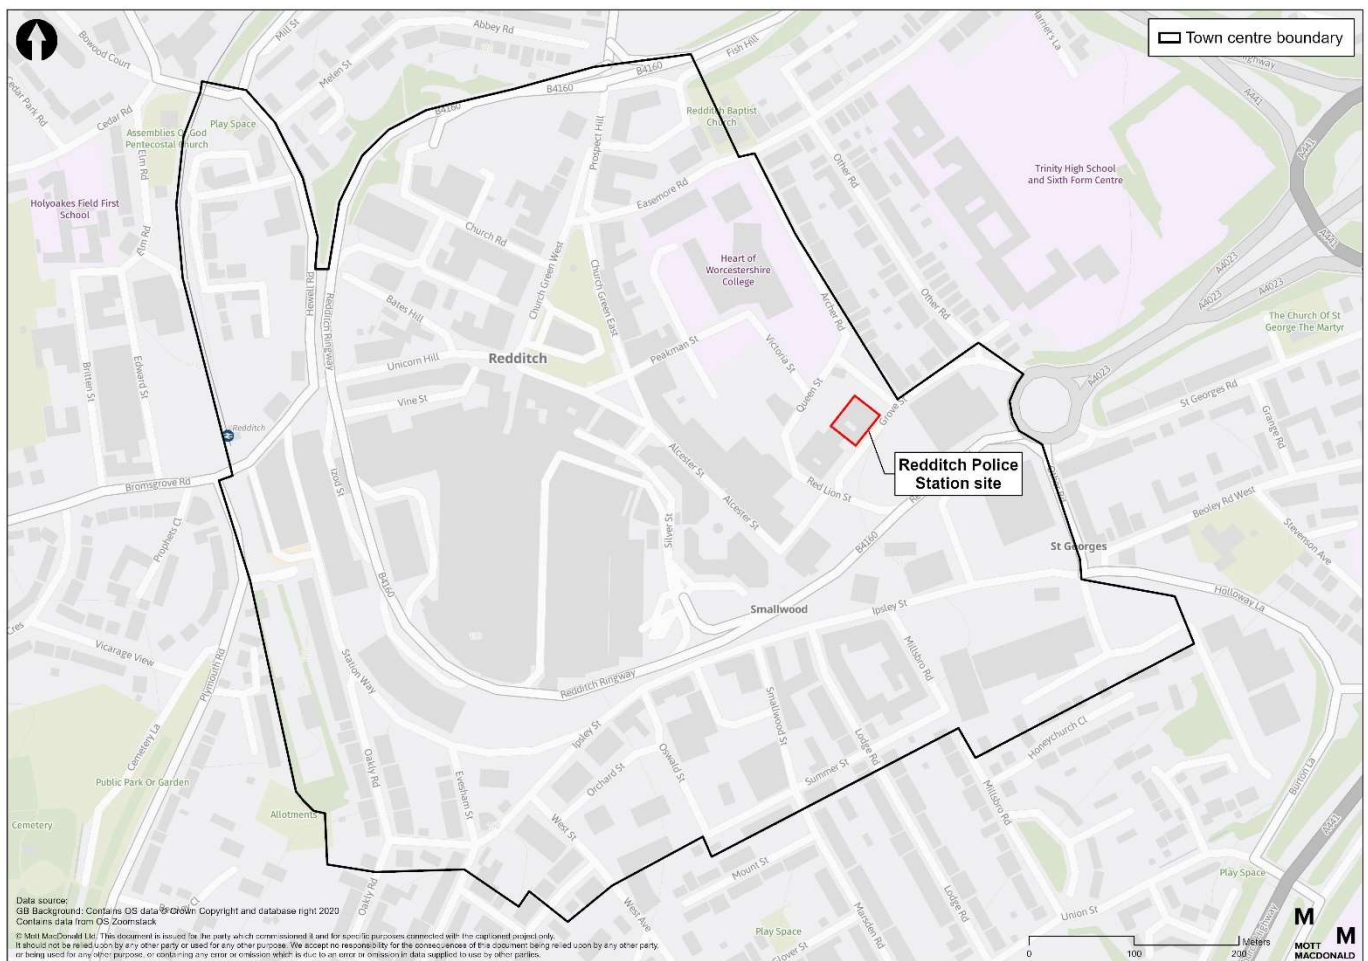 Town centre boundary
Abbey Rd
Mill St
Bowood Court
Melen St
Fish Hill
B4160
B4160
B4160
Highway
A441
A441
A441
Cedar Park Rd
Cedar Rd
Elm Rd
Elm Rd
Play Space
Assemblies Of God
Pentecostal Church
Redditch Baptist
Church
Prospect Hill
Other Rd
Other Rd
Trinity High School
and Sixth Form Centre
Holyoakes Field First
School
Easemore Rd
Church Rd
Church Green West
Church Green East
Heart of
Worcestershire
College
Archer Rd
A4023
A4023
A4023
A4023
Hewell Rd
Redditch Ringway
Bates Hill
Unicorn Hill
Redditch
Peakman St
Victoria St
Queen St
Grove St
The Church Of St
George The Martyr
St Georges Rd
Grange Rd
Britten St
Edward St
Vine St
Redditch
Bromsgrove Rd
Izod St
Alcester St
Alcester St
Silver St
Red Lion St
Redditch Police
Station site
Beoley Rd West
Stevenson Ave
St Georges
Prophets Cl
B4160
B4160
Smallwood
Ipsley St
Holloway La
Vicarage View
Plymouth Rd
Station Way
Redditch Ringway
Millsbro Rd
Smallwood St
Ipsley St
Oswald St
Orchard St
Lodge Rd
Summer St
Honeychurch Cl
Cemetery La
Public Park Or Garden
Cemetery
Allotments
Oakly Rd
Evesham St
West St
Mount St
Millsbro Rd
Burton La
A441
Play Space
Oakly Rd
West Ave
Marsden Rd
Lodge Rd
Union St
Play Space
Glover St
Data source:
GB Background: Contains OS data © Crown Copyright and database right 2020
Contains data from OS Zoomstack
© Mott MacDonald Ltd. This document is issued for the party which commissioned it and for specific purposes connected with the captioned project only.
It should not be relied upon by any other party or used for any other purpose. We accept no responsibility for the consequences of this document being relied upon by any other party,
or being used for any other purpose, or containing any error or omission which is due to an error or omission in data supplied to use by other parties.
0 100 200
Meters
M
M
MOTT
MACDONALD